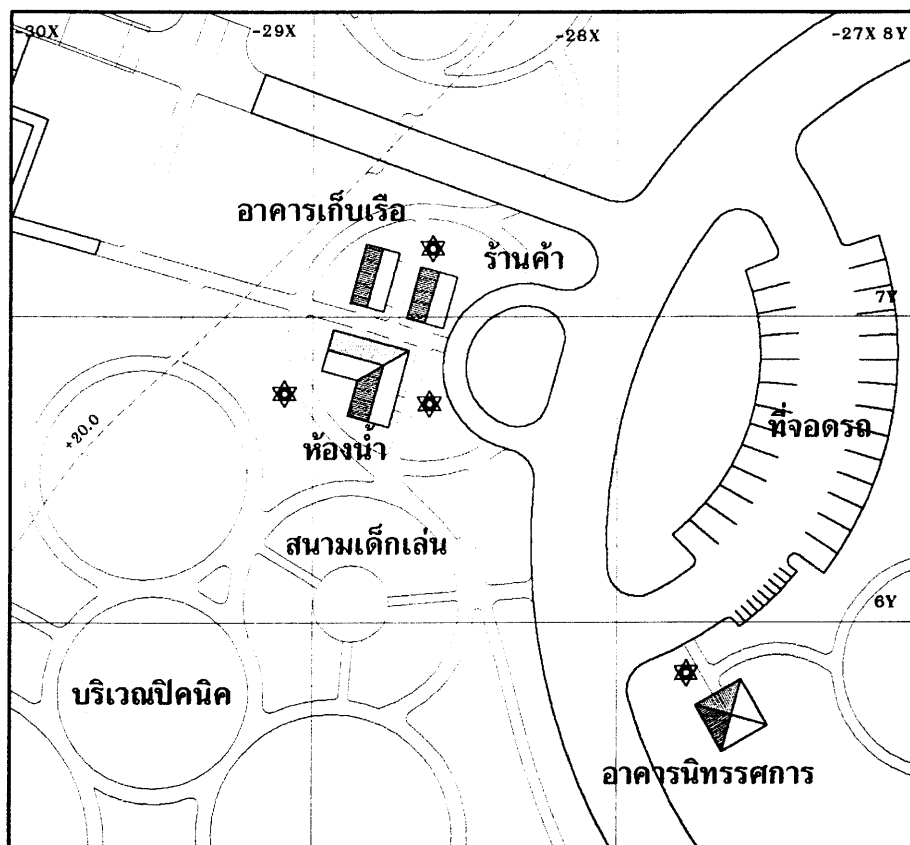 -30X -29X -28X -27X 8Y
อาคารเก็บเรือ
ร้านค้า
7Y
+20.0
ที่จอดรถ
ห้องน้ำ
สนามเด็กเล่น
6Y
บริเวณปิคนิค
อาคารนิทรรศการ